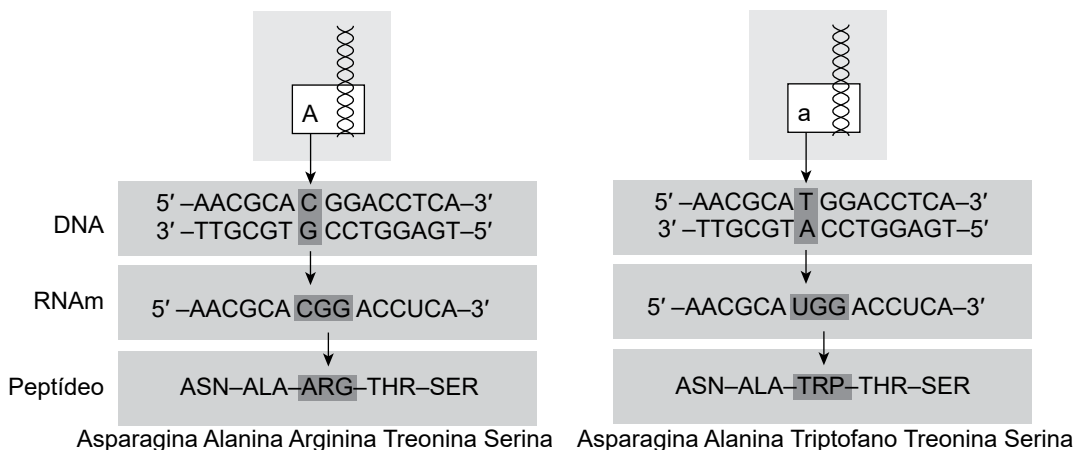 A
a
DNA
5′ –AACGCA C GGACCTCA–3′
3′ –TTGCGT G CCTGGAGT–5′
5′ –AACGCA T GGACCTCA–3′
3′ –TTGCGT A CCTGGAGT–5′
RNAm
5′ –AACGCA CGG ACCUCA–3′
5′ –AACGCA UGG ACCUCA–3′
Peptídeo
ASN–ALA–ARG–THR–SER
ASN–ALA–TRP–THR–SER
Asparagina Alanina Arginina Treonina Serina
Asparagina Alanina Triptofano Treonina Serina